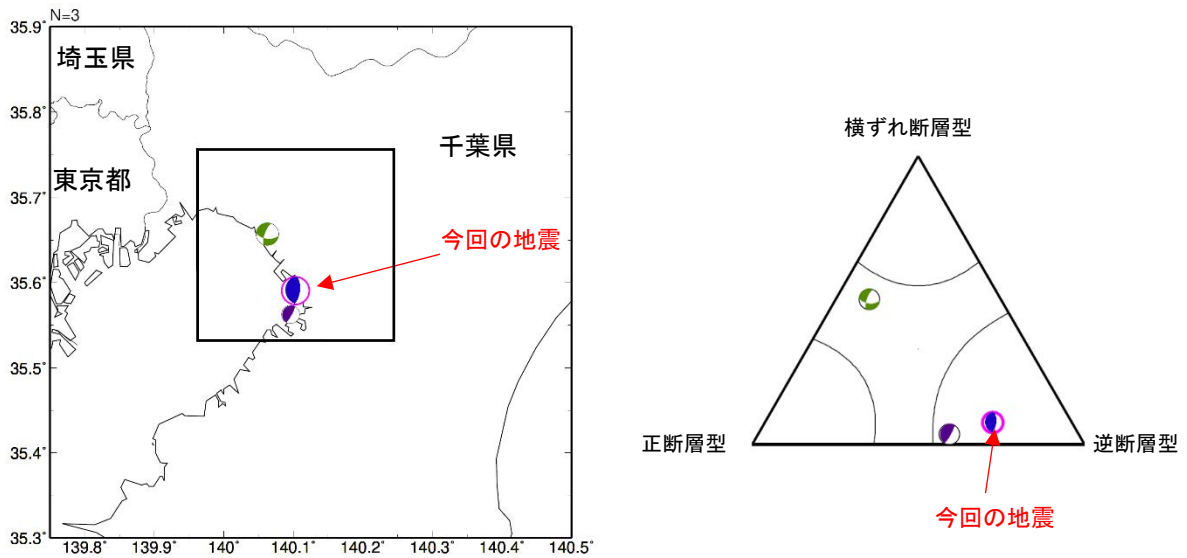 N=3
35.9°
埼玉県
35.8°
千葉県
横ずれ断層型
35.7°
東京都
今回の地震
35.6°
35.5°
正断層型
逆断層型
35.4°
今回の地震
35.3°
139.8° 139.9° 140° 140.1° 140.2° 140.3° 140.4° 140.5°